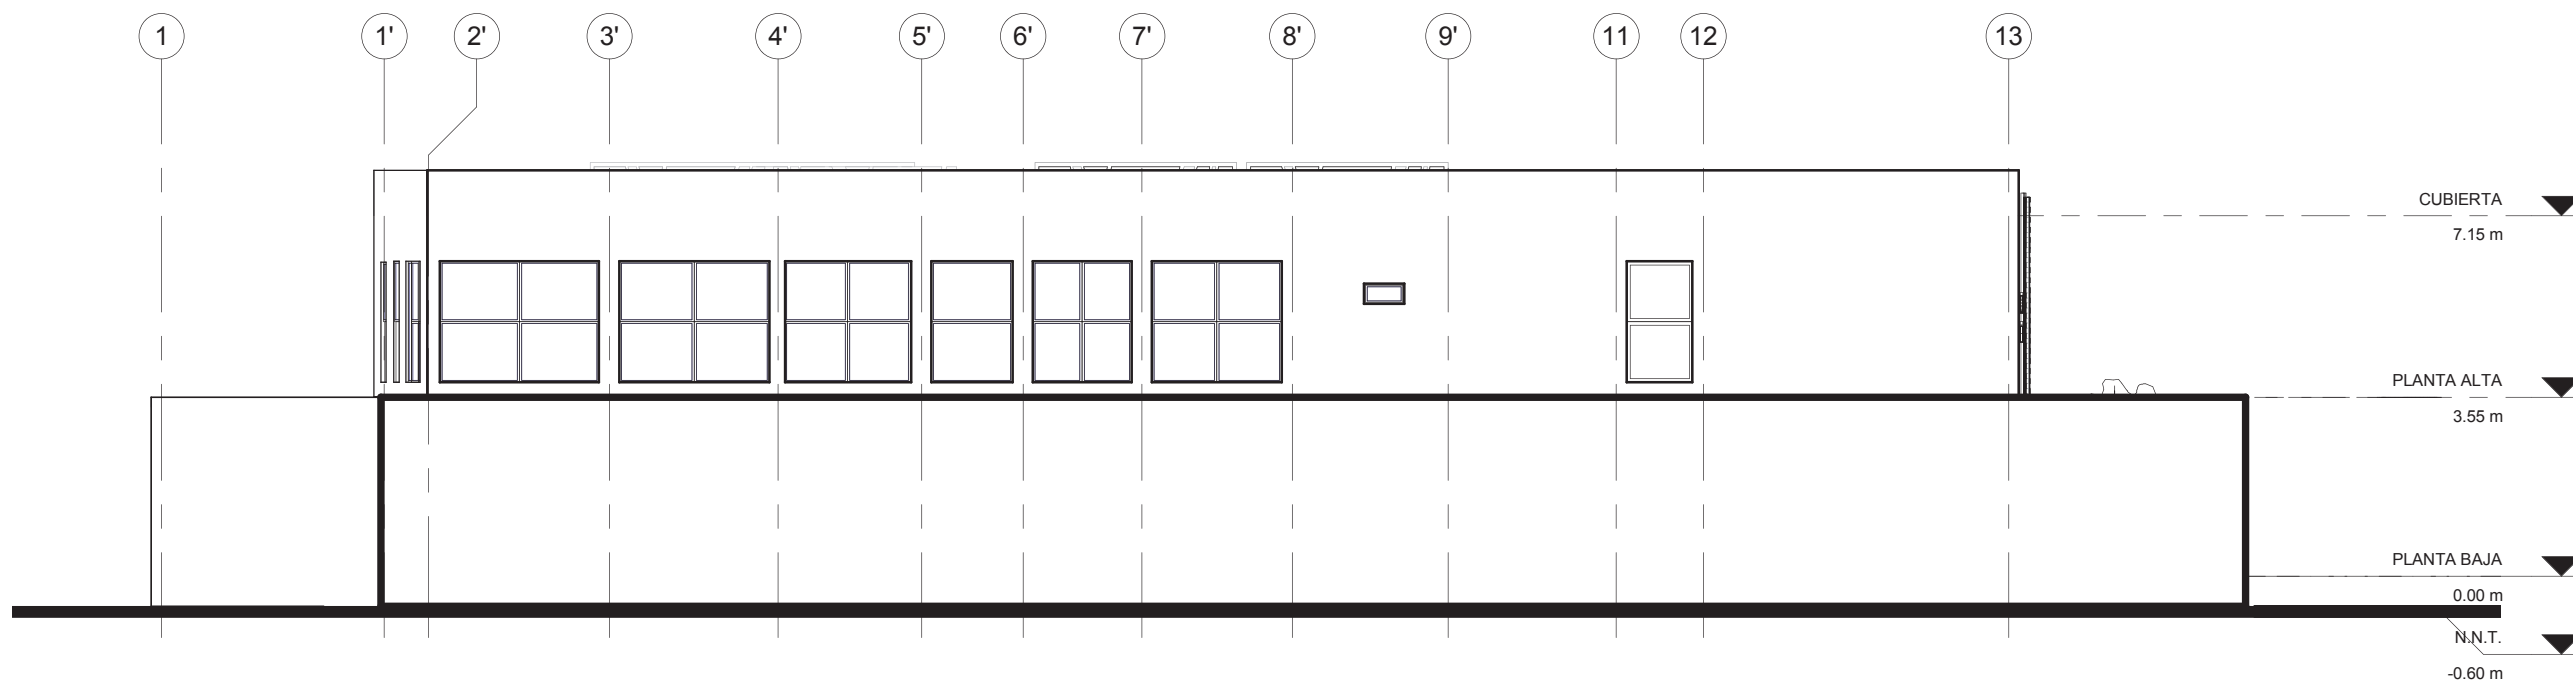 1 1' 2' 3' 4' 5' 6' 7' 8' 9' 11 12 13
CUBIERTA
7.15 m
PLANTA ALTA
3.55 m
PLANTA BAJA
0.00 m
N.N.T.
-0.60 m